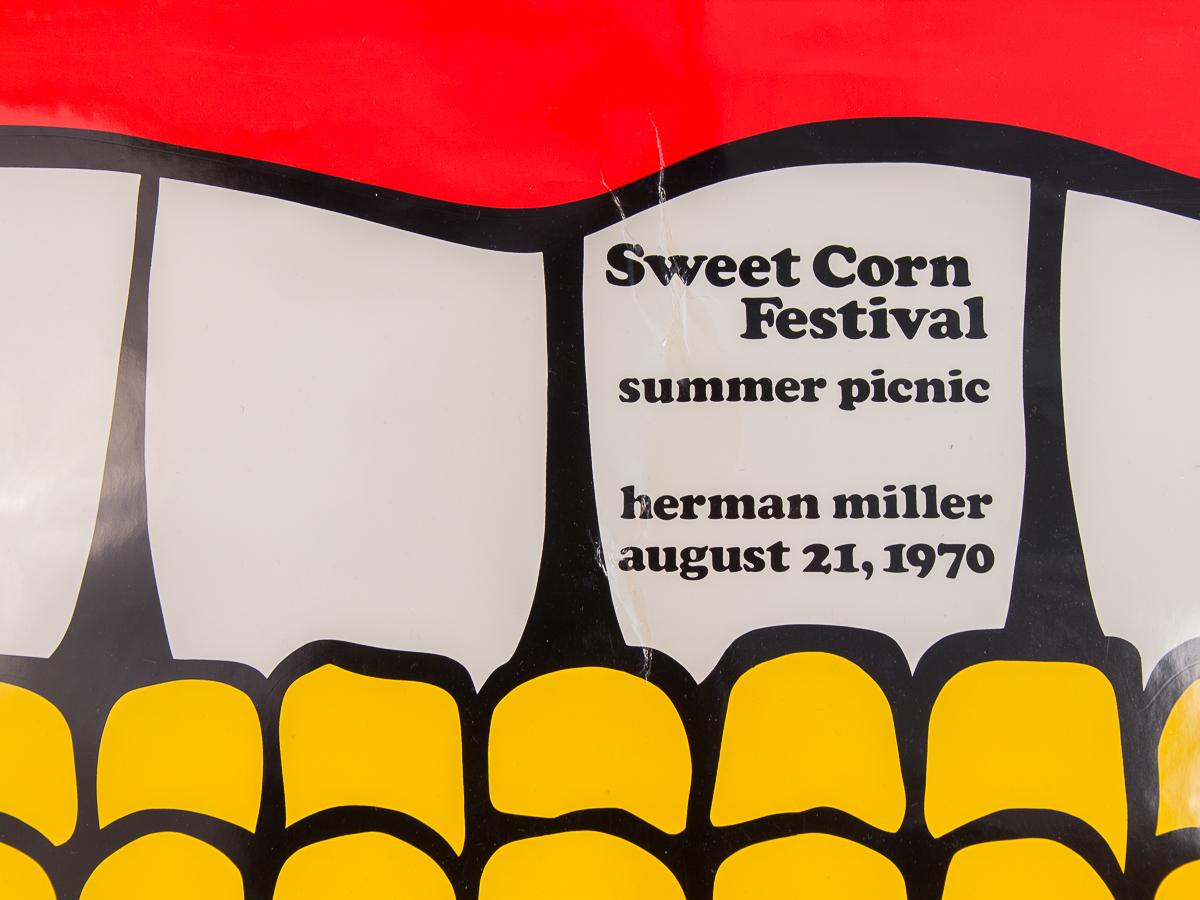 Sweet Corn
Festival
summer picnic
herman miller
august 21, 1970